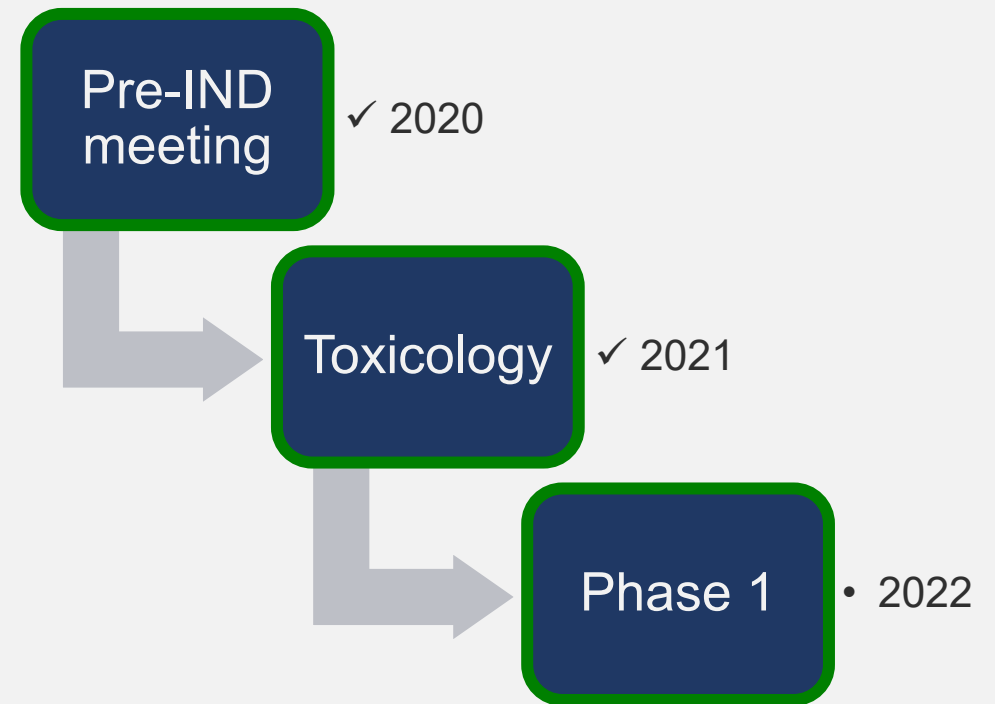 Pre-IND
meeting
✓ 2020
Toxicology
✓ 2021
Phase 1
• 2022